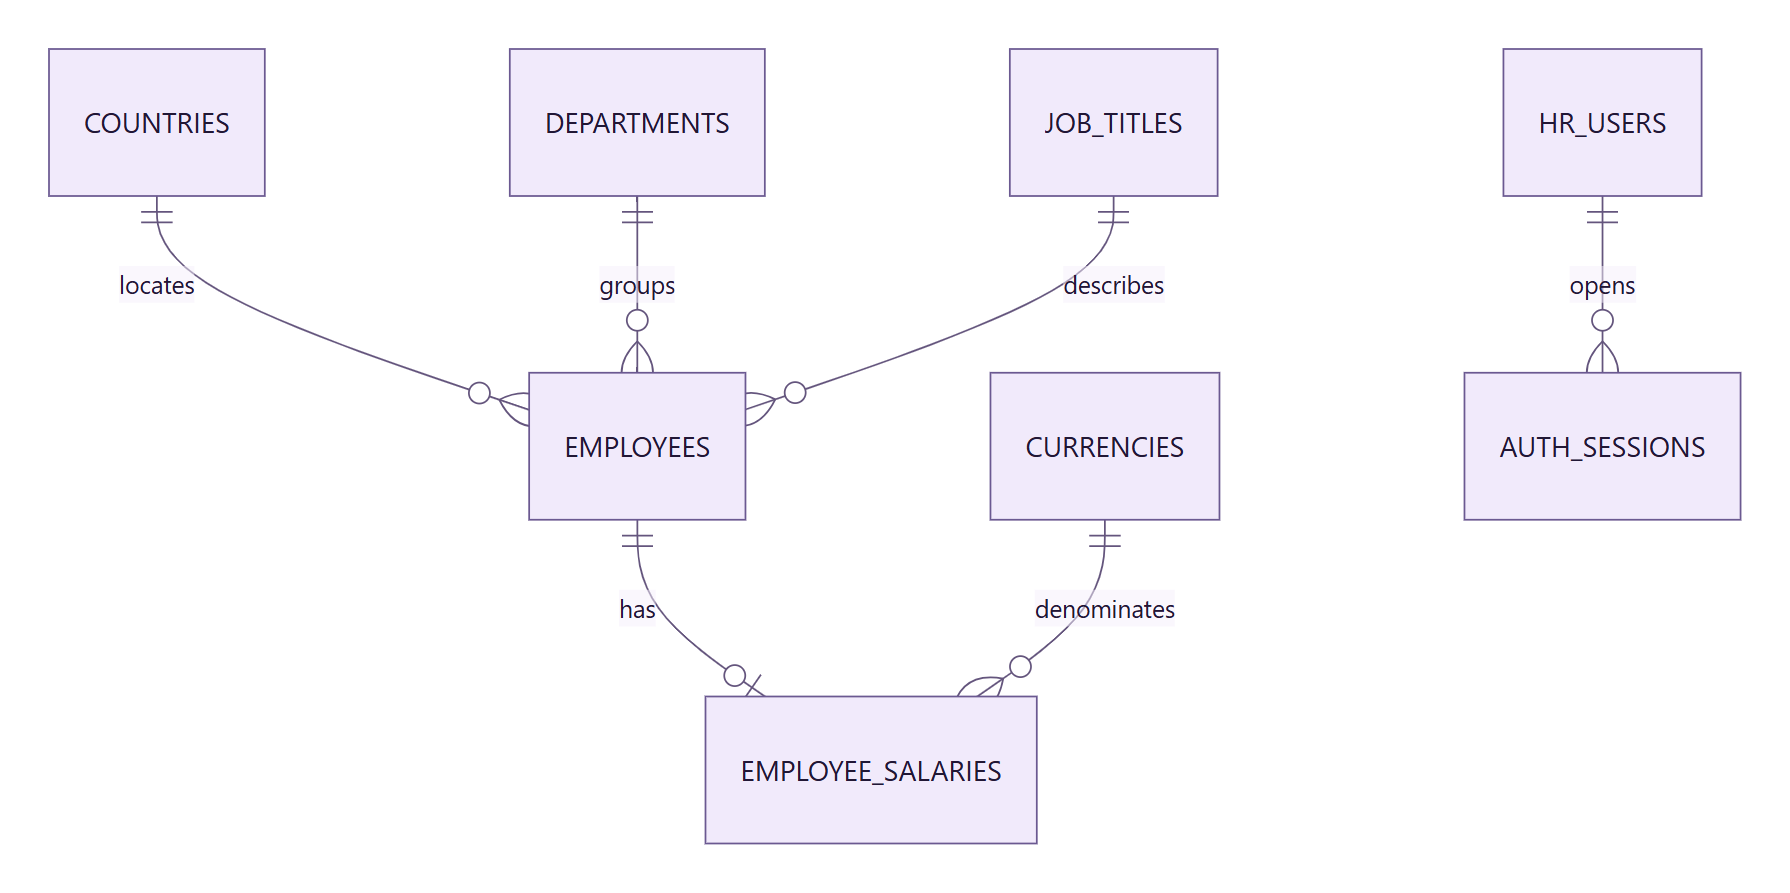 COUNTRIES
DEPARTMENTS
JOB_TITLES
HR_USERS
locates
groups
describes
opens
EMPLOYEES
CURRENCIES
AUTH_SESSIONS
has
denominates
EMPLOYEE_SALARIES